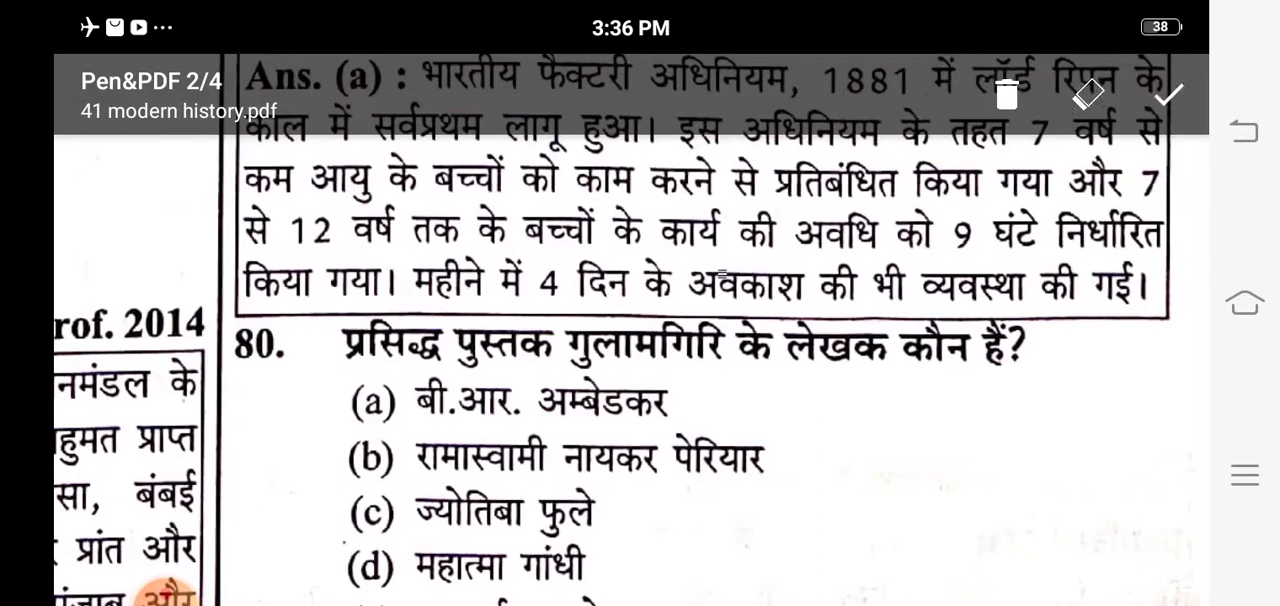 3:36 PM
38
Pen&PDF 2/4
41 modern history.pdf
Ans. (a) : भारतीय फैक्टरी अधिनियम, 1881 में लॉर्ड रिपन के
काल में सर्वप्रथम लागू हुआ। इस अधिनियम के तहत 7 वर्ष से
कम आयु के बच्चों को काम करने से प्रतिबंधित किया गया और 7
से 12 वर्ष तक के बच्चों के कार्य की अवधि को 9 घंटे निर्धारित
किया गया। महीने में 4 दिन के अवकाश की भी व्यवस्था की गई।
rof. 2014
नमंडल के
हुमत प्राप्त
सा, बंबई
प्रांत और
और
80. प्रसिद्ध पुस्तक गुलामगिरि के लेखक कौन हैं?
(a) बी.आर. अम्बेडकर
(b) रामास्वामी नायकर पेरियार
(c) ज्योतिबा फुले
(d) महात्मा गांधी